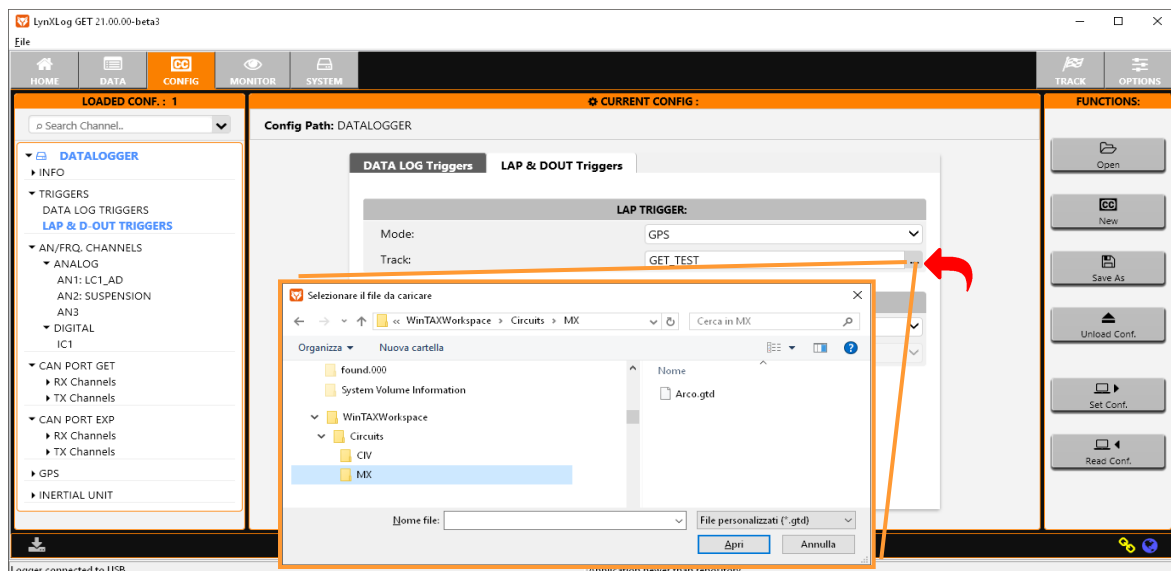 LynXLog GET 21.00.00-beta3
File
HOME
DATA
CC
CONFIG
MONITOR
SYSTEM
TRACK
OPTIONS
LOADED CONF. : 1
CURRENT CONFIG :
FUNCTIONS:
Search Channel..
Config Path: DATALOGGER
DATALOGGER
INFO
TRIGGERS
DATA LOG TRIGGERS
LAP & D-OUT TRIGGERS
AN/FRQ. CHANNELS
ANALOG
AN1: LC1_AD
AN2: SUSPENSION
AN3
DIGITAL
IC1
CAN PORT GET
RX Channels
TX Channels
CAN PORT EXP
RX Channels
TX Channels
GPS
INERTIAL UNIT
DATA LOG Triggers
LAP & DOUT Triggers
LAP TRIGGER:
Mode:
GPS
Track:
GET_TEST
...
Selezionare il file da caricare
« WinTAXWorkspace > Circuits > MX
Cerca in MX
Organizza
Nuova cartella
found.000
System Volume Information
WinTAXWorkspace
Circuits
CIV
MX
Nome
Arco.gtd
Nome file:
File personalizzati (*.gtd)
Apri
Annulla
Open
CC
New
Save As
Unload Conf.
Set Conf.
Read Conf.
Logger connected to USB
Application newer than repository